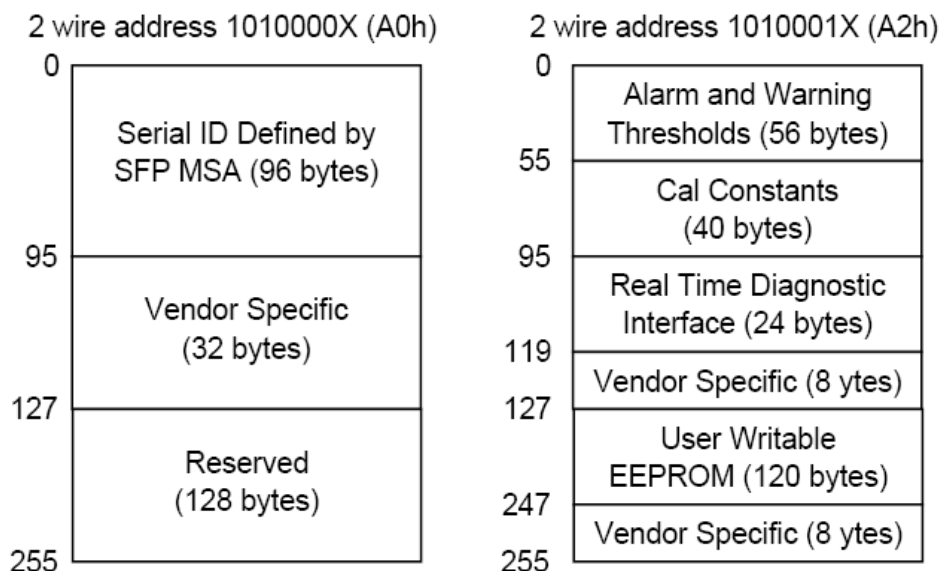 2 wire address 1010000X (A0h)
0
Serial ID Defined by
SFP MSA (96 bytes)
95
Vendor Specific
(32 bytes)
127
Reserved
(128 bytes)
255
2 wire address 1010001X (A2h)
0
Alarm and Warning
Thresholds (56 bytes)
55
Cal Constants
(40 bytes)
95
Real Time Diagnostic
Interface (24 bytes)
119
Vendor Specific (8 ytes)
127
User Writable
EEPROM (120 bytes)
247
Vendor Specific (8 ytes)
255